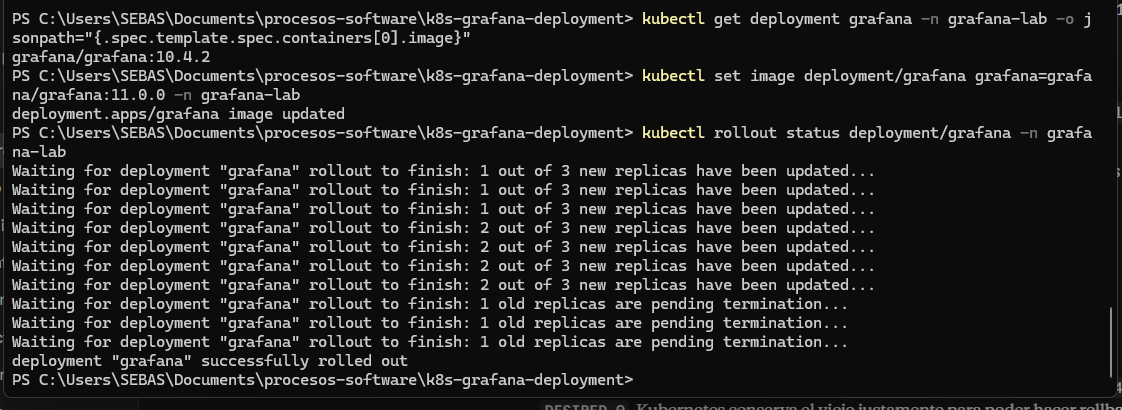 PS C:\Users\SEBAS\Documents\procesos-software\k8s-grafana-deployment> kubectl get deployment grafana -n grafana-lab -o j
sonpath="{.spec.template.spec.containers[0].image}"
grafana/grafana:10.4.2
PS C:\Users\SEBAS\Documents\procesos-software\k8s-grafana-deployment> kubectl set image deployment/grafana grafana=grafa
na/grafana:11.0.0 -n grafana-lab
deployment.apps/grafana image updated
PS C:\Users\SEBAS\Documents\procesos-software\k8s-grafana-deployment> kubectl rollout status deployment/grafana -n grafa
na-lab
Waiting for deployment "grafana" rollout to finish: 1 out of 3 new replicas have been updated...
Waiting for deployment "grafana" rollout to finish: 1 out of 3 new replicas have been updated...
Waiting for deployment "grafana" rollout to finish: 1 out of 3 new replicas have been updated...
Waiting for deployment "grafana" rollout to finish: 2 out of 3 new replicas have been updated...
Waiting for deployment "grafana" rollout to finish: 2 out of 3 new replicas have been updated...
Waiting for deployment "grafana" rollout to finish: 2 out of 3 new replicas have been updated...
Waiting for deployment "grafana" rollout to finish: 2 out of 3 new replicas have been updated...
Waiting for deployment "grafana" rollout to finish: 1 old replicas are pending termination...
Waiting for deployment "grafana" rollout to finish: 1 old replicas are pending termination...
Waiting for deployment "grafana" rollout to finish: 1 old replicas are pending termination...
deployment "grafana" successfully rolled out
PS C:\Users\SEBAS\Documents\procesos-software\k8s-grafana-deployment>
Kubernetes conserva el viejo justamente para poder hacer